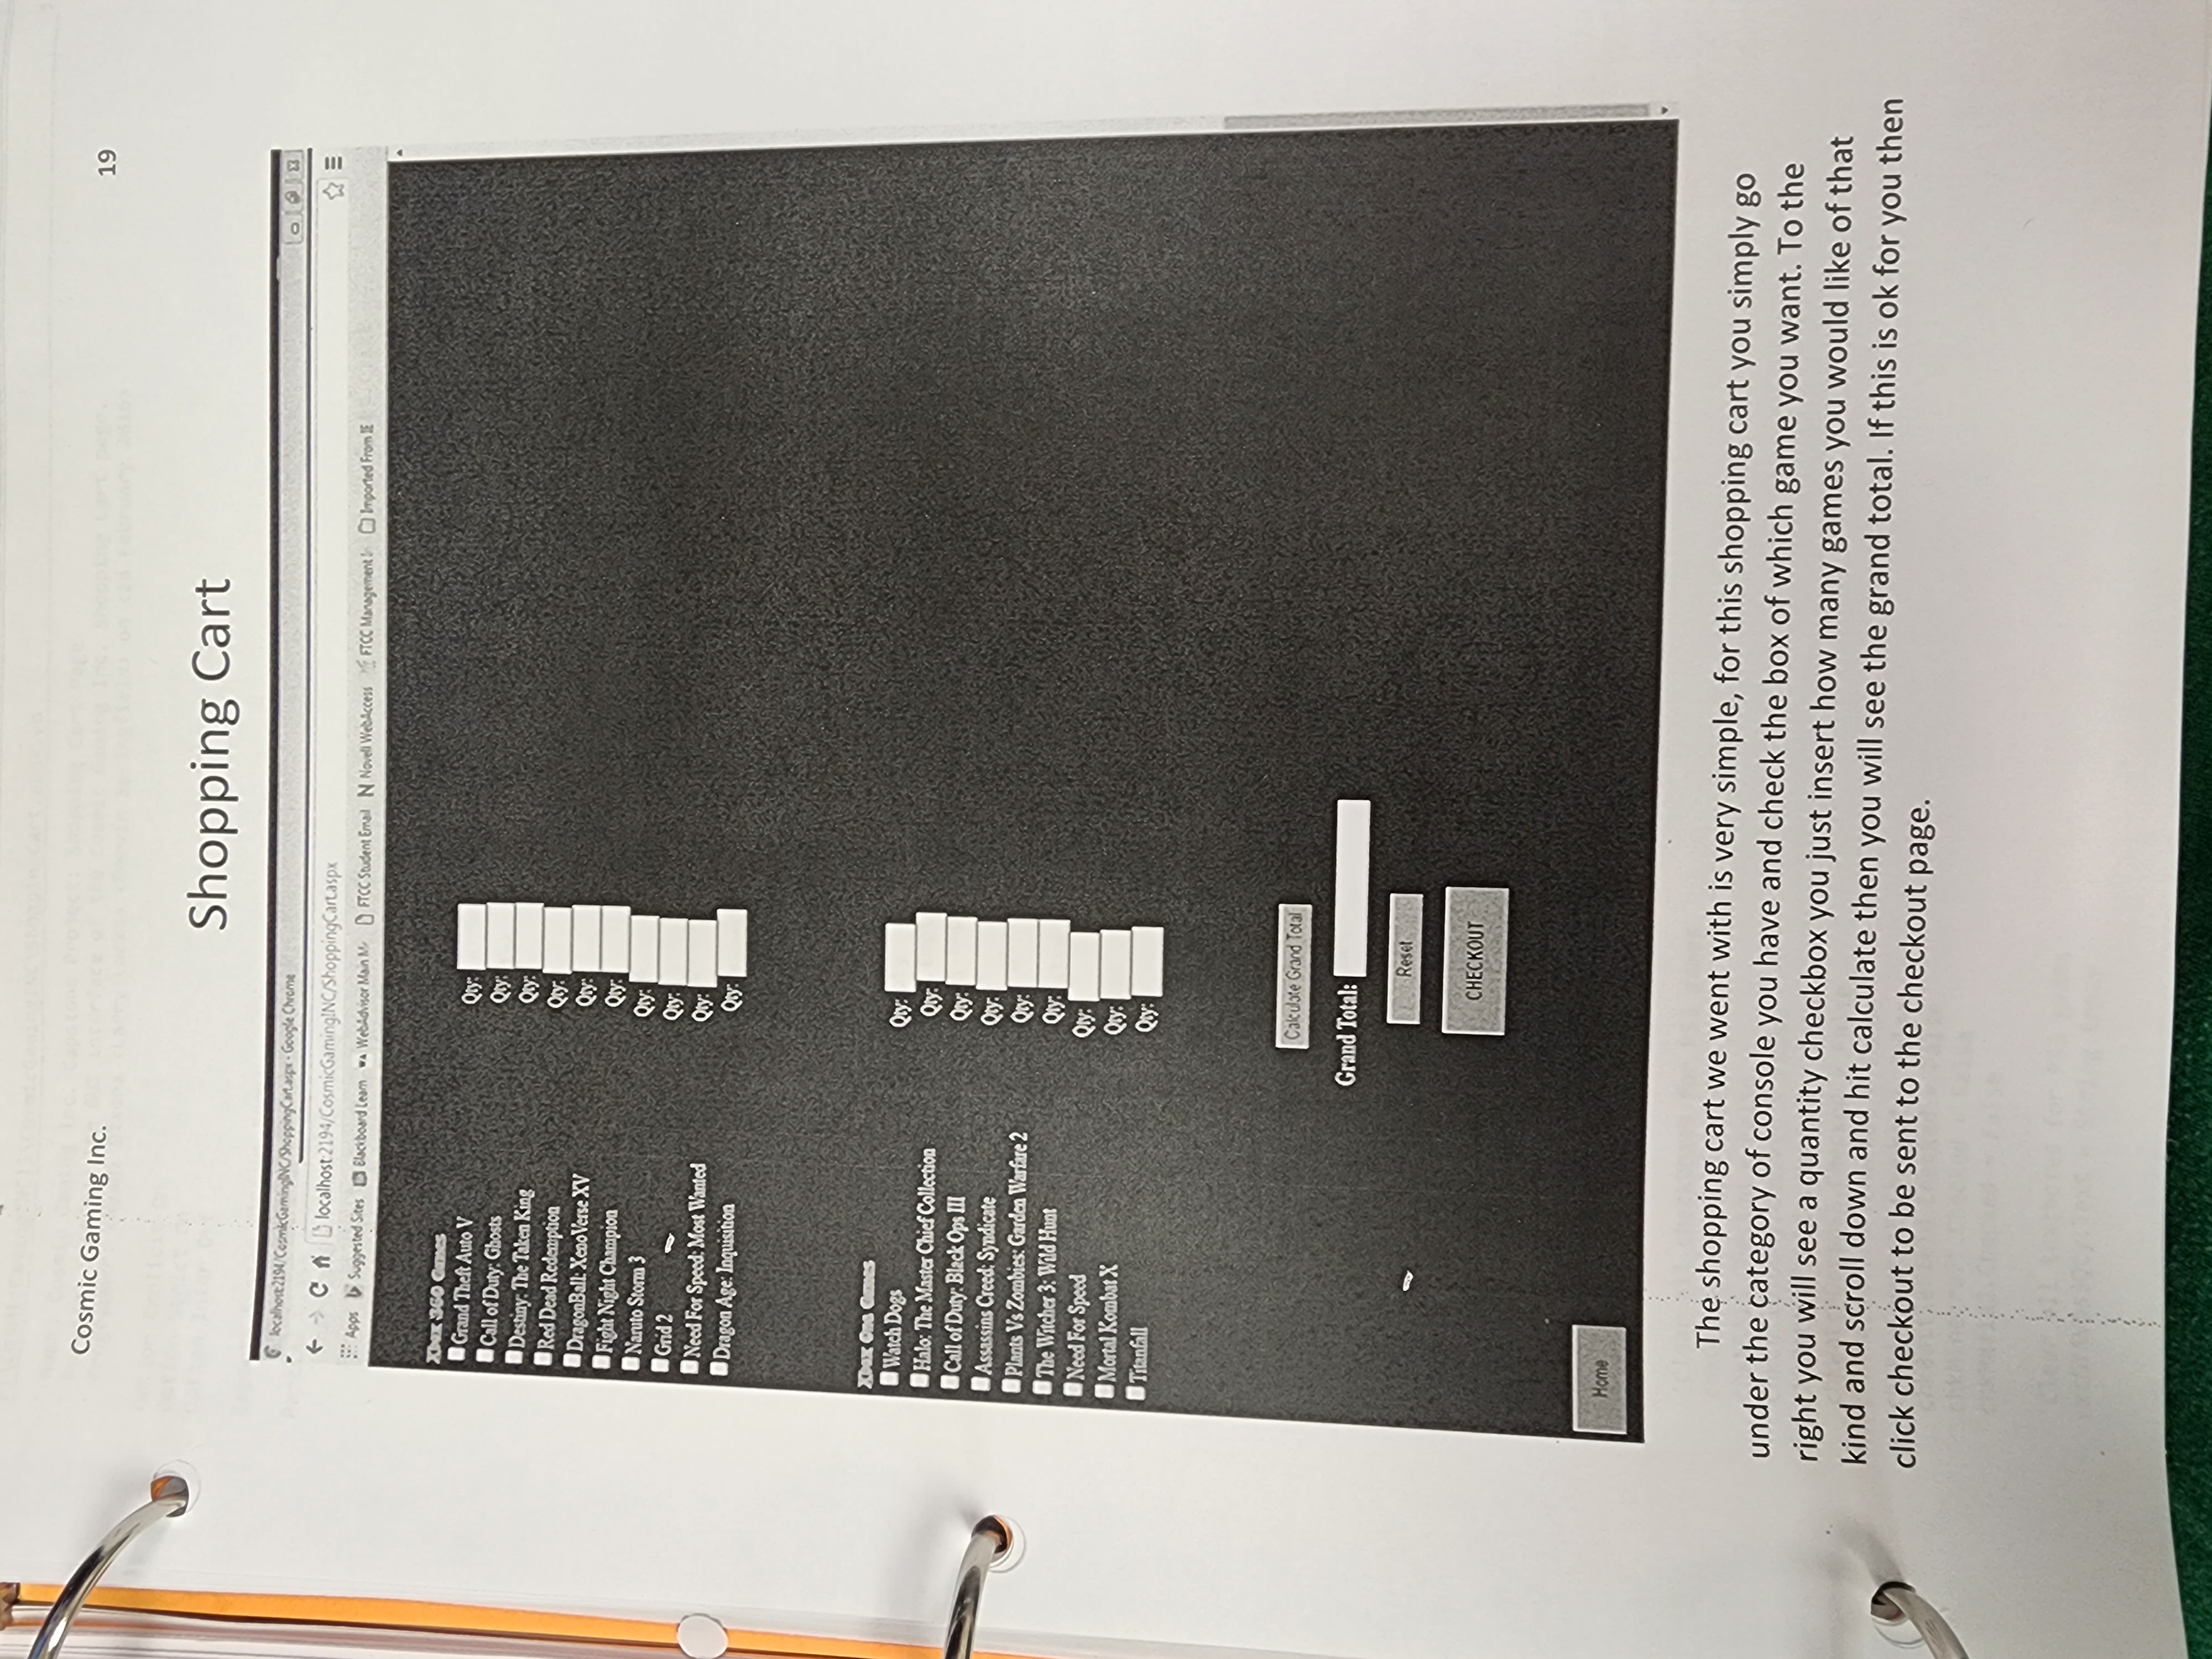 Cosmic Gaming Inc.
19
Shopping Cart
localhost:2194/CosmicGamingINC/ShoppingCart.aspx - Google Chrome
localhost:2194/CosmicGamingINC/ShoppingCart.aspx
Apps Suggested Sites Blackboard Learn WebAdvisor Main M FTCC Student Email Novell WebAccess FTCC Management Imported From IE
Xbox 360 Games
Grand Theft Auto V Qty:
Call of Duty: Ghosts Qty:
Destiny: The Taken King Qty:
Red Dead Redemption Qty:
DragonBall: XenoVerse XV Qty:
Fight Night Champion Qty:
Naruto Storm 3 Qty:
Grid 2 Qty:
Need For Speed: Most Wanted Qty:
Dragon Age: Inquisition Qty:
Xbox One Games
Watch Dogs Qty:
Halo: The Master Chief Collection Qty:
Call of Duty: Black Ops III Qty:
Assassins Creed: Syndicate Qty:
Plants Vs Zombies: Garden Warfare 2 Qty:
The Witcher 3: Wild Hunt Qty:
Need For Speed Qty:
Mortal Kombat X Qty:
Titanfall Qty:
Calculate Grand Total
Grand Total:
Reset
CHECKOUT
Home
The shopping cart we went with is very simple, for this shopping cart you simply go
under the category of console you have and check the box of which game you want. To the
right you will see a quantity checkbox you just insert how many games you would like of that
kind and scroll down and hit calculate then you will see the grand total. If this is ok for you then
click checkout to be sent to the checkout page.